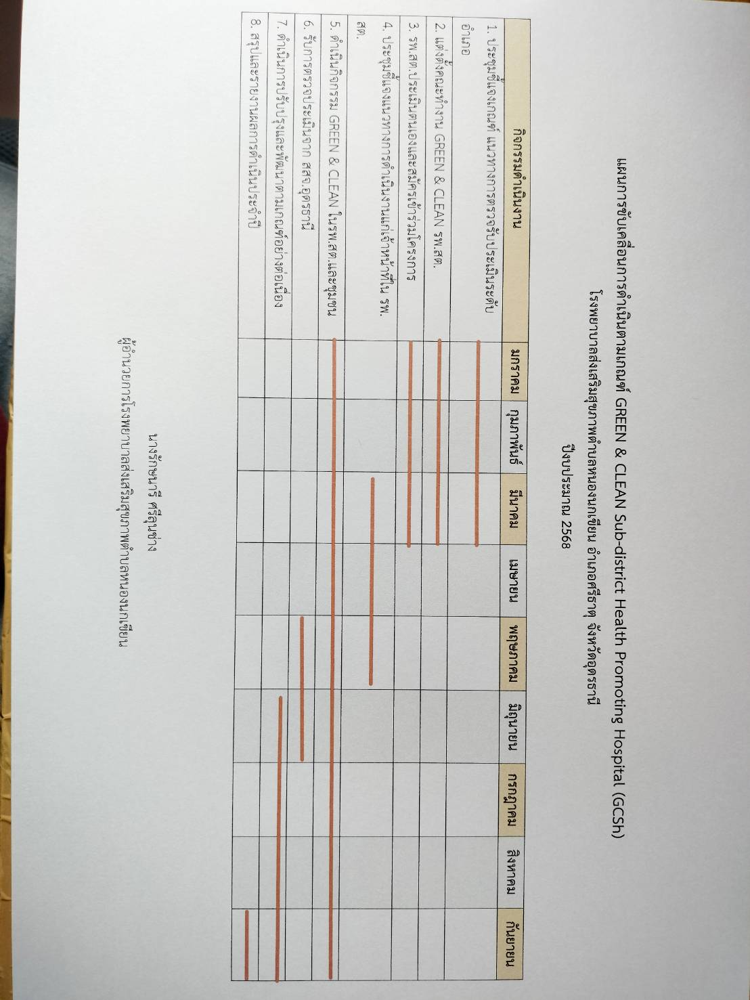 แผนการขับเคลื่อนการดำเนินตามเกณฑ์ GREEN & CLEAN Sub-district Health Promoting Hospital (GCSh)
โรงพยาบาลส่งเสริมสุขภาพตำบลหนองนกเขียน อำเภอศรีธาตุ จังหวัดอุดรธานี
ปีงบประมาณ 2568
กิจกรรมดำเนินงาน มกราคม กุมภาพันธ์ มีนาคม เมษายน พฤษภาคม มิถุนายน กรกฎาคม สิงหาคม กันยายน
1. ประชุมชี้แจงเกณฑ์ แนวทางการตรวจรับประเมินระดับ
อำเภอ
2. แต่งตั้งคณะทำงาน GREEN & CLEAN รพ.สต.
3. รพ.สต.ประเมินตนเองและสมัครเข้าร่วมโครงการ
4. ประชุมชี้แจงแนวทางการดำเนินงานแก่เจ้าหน้าที่ใน รพ.
สต.
5. ดำเนินกิจกรรม GREEN & CLEAN ในรพ.สต.และชุมชน
6. รับการตรวจประเมินจาก สสจ.อุดรธานี
7. ดำเนินการปรับปรุงและพัฒนาตามเกณฑ์อย่างต่อเนื่อง
8. สรุปและรายงานผลการดำเนินประจำปี
นางรักษนารี ศรีลุนช่าง
ผู้อำนวยการโรงพยาบาลส่งเสริมสุขภาพตำบลหนองนกเขียน